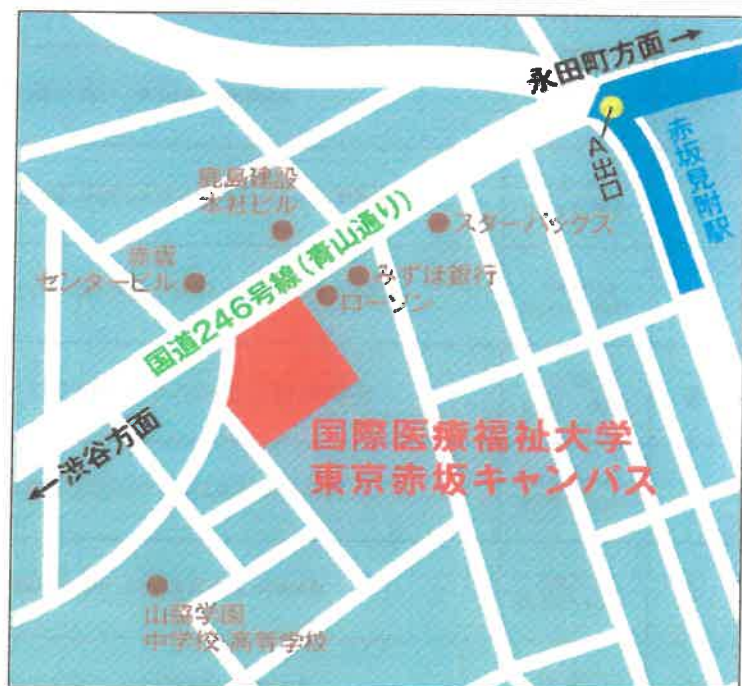 永田町方面→
A出口
赤坂見附駅
鹿島建設
本社ビル
スターバックス
赤坂
センタービル
みずほ銀行
ローソン
国道246号線(青山通り)
国際医療福祉大学
東京赤坂キャンパス
←渋谷方面
山脇学園
中学校・高等学校